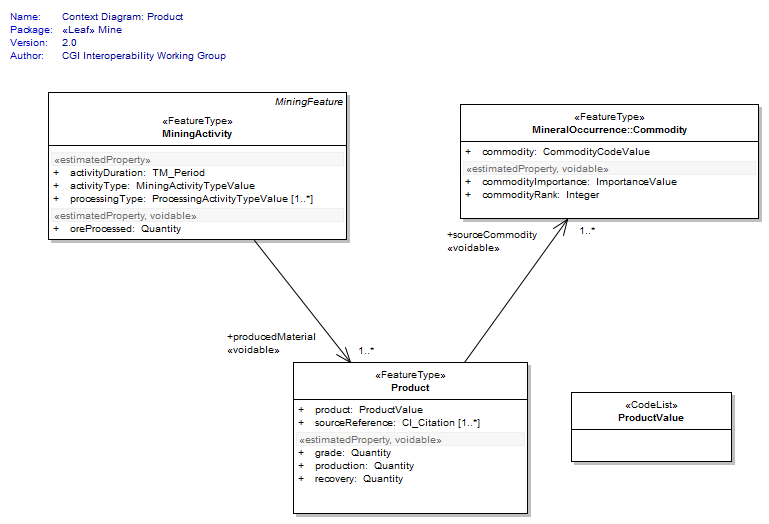 Name: Context Diagram: Product
Package: «Leaf» Mine
Version: 2.0
Author: CGI Interoperability Working Group
MiningFeature
«FeatureType»
MiningActivity
«estimatedProperty»
+ activityDuration: TM_Period
+ activityType: MiningActivityTypeValue
+ processingType: ProcessingActivityTypeValue [1..*]
«estimatedProperty, voidable»
+ oreProcessed: Quantity
«FeatureType»
MineralOccurrence::Commodity
+ commodity: CommodityCodeValue
«estimatedProperty, voidable»
+ commodityImportance: ImportanceValue
+ commodityRank: Integer
+sourceCommodity
«voidable»
1..*
+producedMaterial
«voidable»
1..*
«FeatureType»
Product
+ product: ProductValue
+ sourceReference: CI_Citation [1..*]
«estimatedProperty, voidable»
+ grade: Quantity
+ production: Quantity
+ recovery: Quantity
«CodeList»
ProductValue